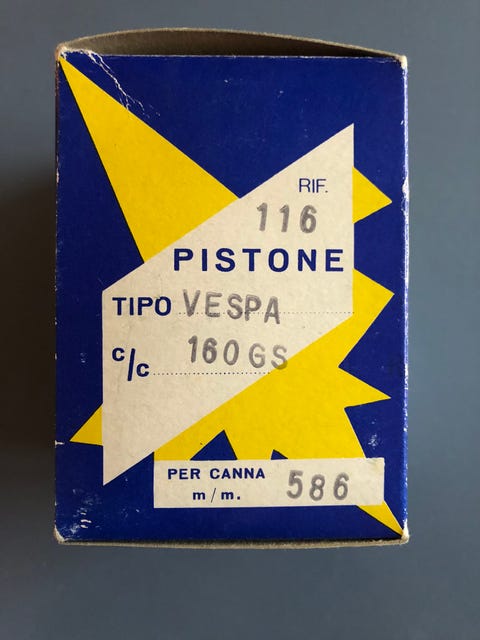 RIF.
116
PISTONE
TIPO VESPA
c/c 160GS
PER CANNA
m/m. 586